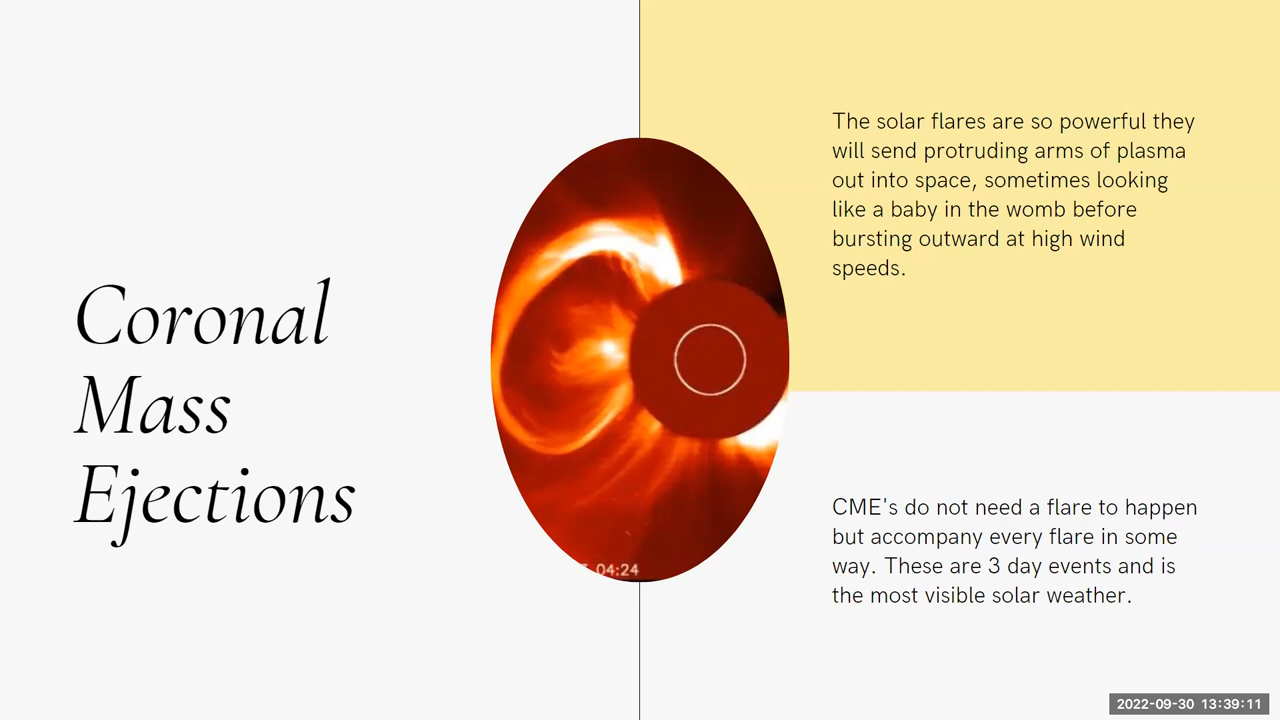 Coronal
Mass
Ejections
The solar flares are so powerful they
will send protruding arms of plasma
out into space, sometimes looking
like a baby in the womb before
bursting outward at high wind
speeds.
04:24
CME's do not need a flare to happen
but accompany every flare in some
way. These are 3 day events and is
the most visible solar weather.
2022-09-30 13:39:11